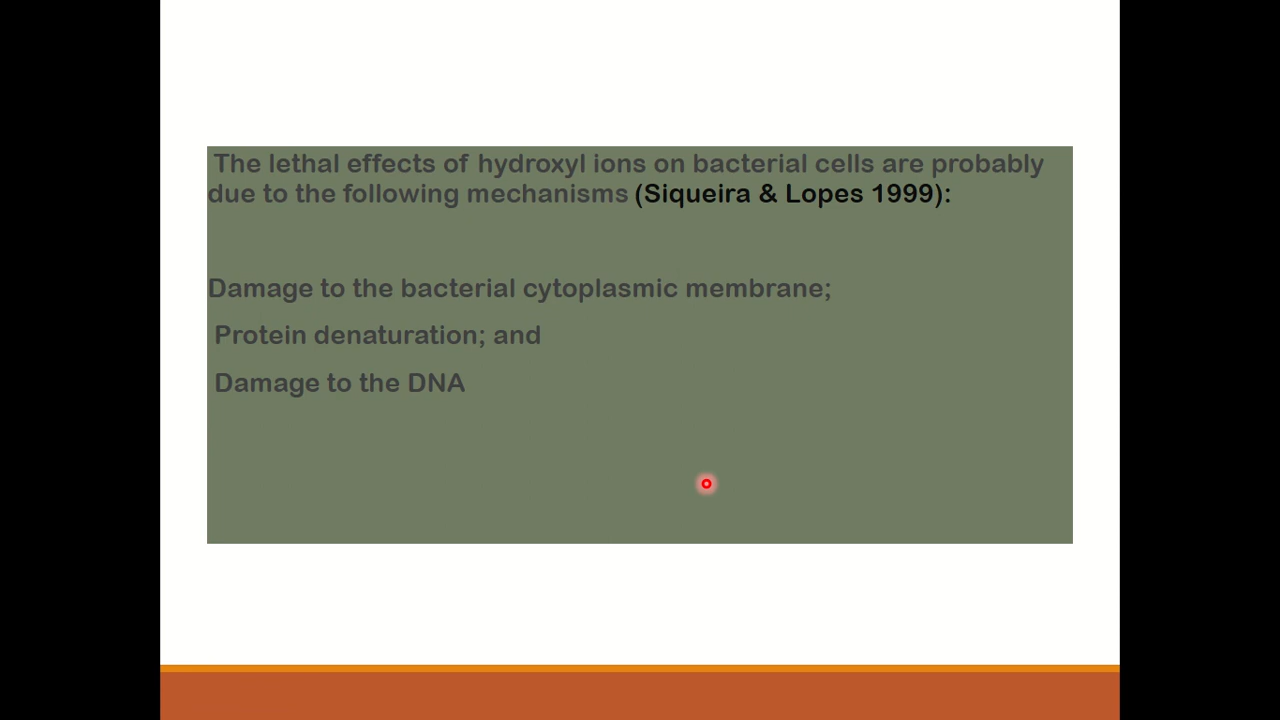 The lethal effects of hydroxyl ions on bacterial cells are probably
due to the following mechanisms (Siqueira & Lopes 1999):
Damage to the bacterial cytoplasmic membrane;
Protein denaturation; and
Damage to the DNA